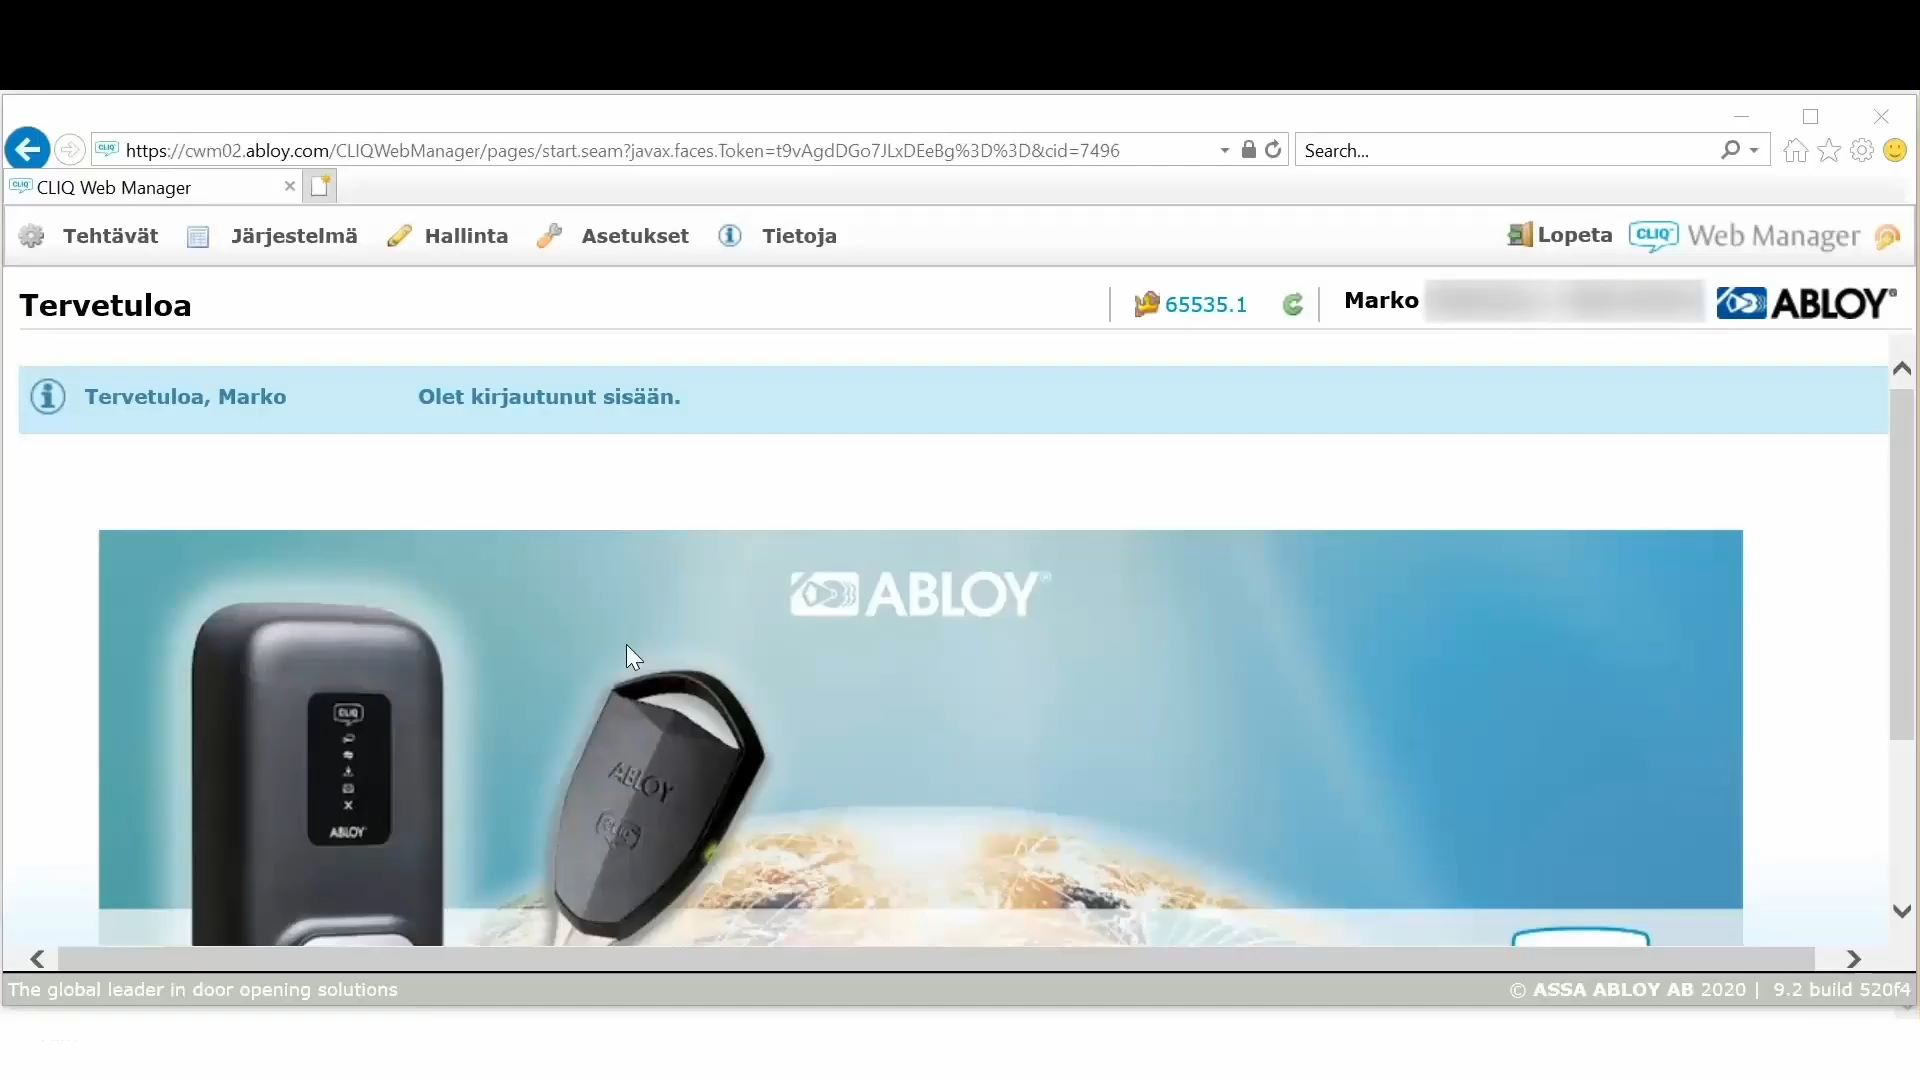 https://cwm02.abloy.com/CLIQWebManager/pages/start.seam?javax.faces.Token=t9vAgdDGo7JLxDEeBg%3D%3D&cid=7496
Search...
CLIQ CLIQ Web Manager
Tehtävät Järjestelmä Hallinta Asetukset Tietoja Lopeta CLIQ Web Manager
Tervetuloa 65535.1 Marko ABLOY®
Tervetuloa, Marko Olet kirjautunut sisään.
ABLOY®
CLIQ
ABLOY
ABLOY
CLIQ
The global leader in door opening solutions © ASSA ABLOY AB 2020 | 9.2 build 520f4